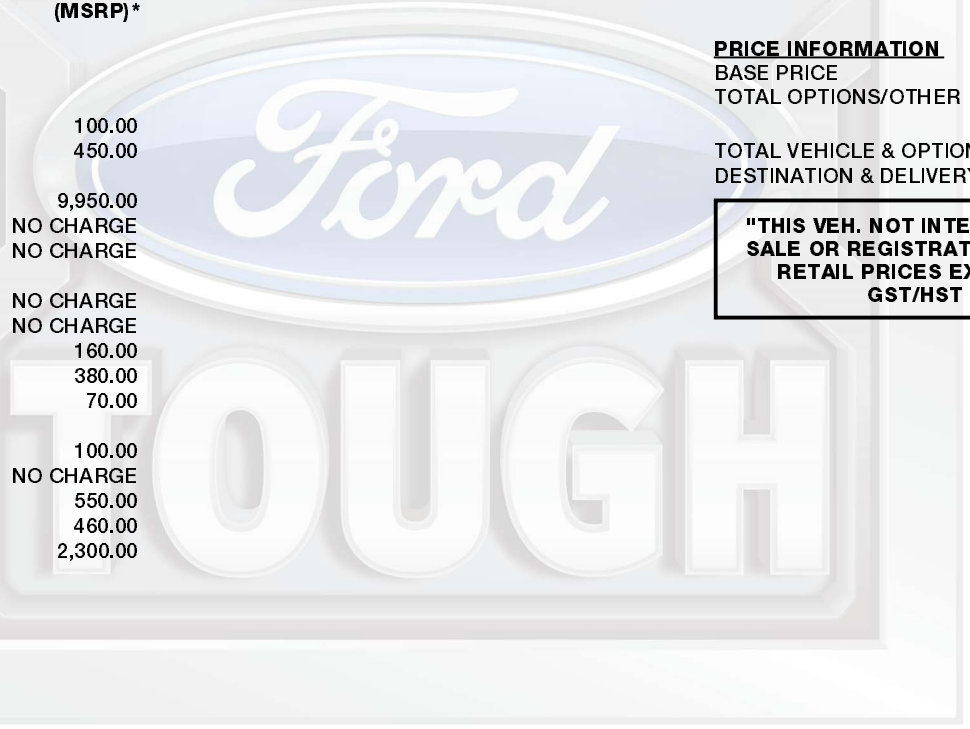 (MSRP)*
100.00
450.00
9,950.00
NO CHARGE
NO CHARGE
NO CHARGE
NO CHARGE
160.00
380.00
70.00
100.00
NO CHARGE
550.00
460.00
2,300.00
PRICE INFORMATION
BASE PRICE
TOTAL OPTIONS/OTHER
TOTAL VEHICLE & OPTION
DESTINATION & DELIVERY
"THIS VEH. NOT INTE
SALE OR REGISTRAT
RETAIL PRICES EX
GST/HST
Ford
TOUGH